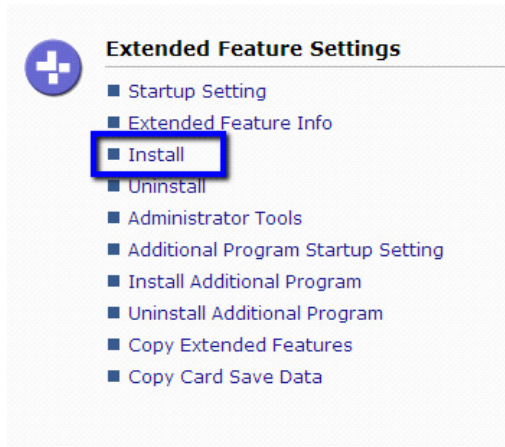 Extended Feature Settings
Startup Setting
Extended Feature Info
Install
Uninstall
Administrator Tools
Additional Program Startup Setting
Install Additional Program
Uninstall Additional Program
Copy Extended Features
Copy Card Save Data